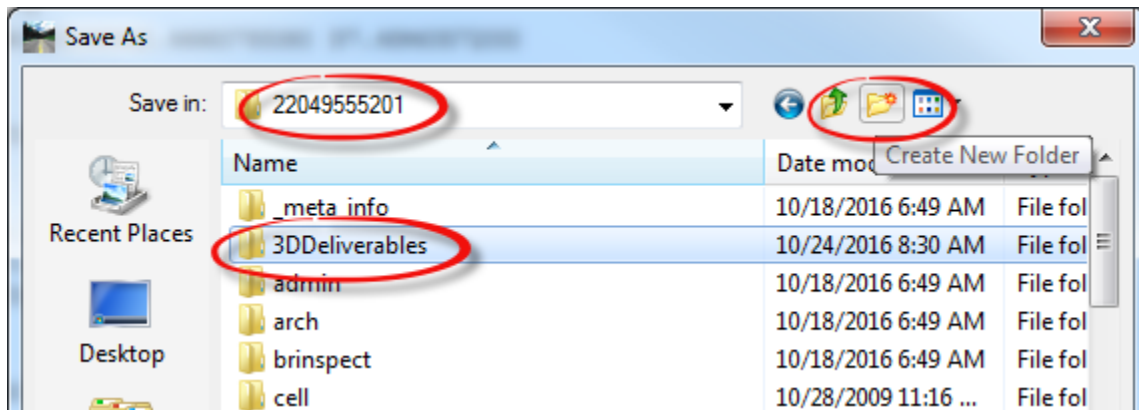 Save As
Save in: 22049555201
Create New Folder
Name Date mod
_meta_info 10/18/2016 6:49 AM File fol
3DDeliverables 10/24/2016 8:30 AM File fol
admin 10/18/2016 6:49 AM File fol
arch 10/18/2016 6:49 AM File fol
brinspect 10/18/2016 6:49 AM File fol
cell 10/28/2009 11:16 ... File fol
Recent Places
Desktop